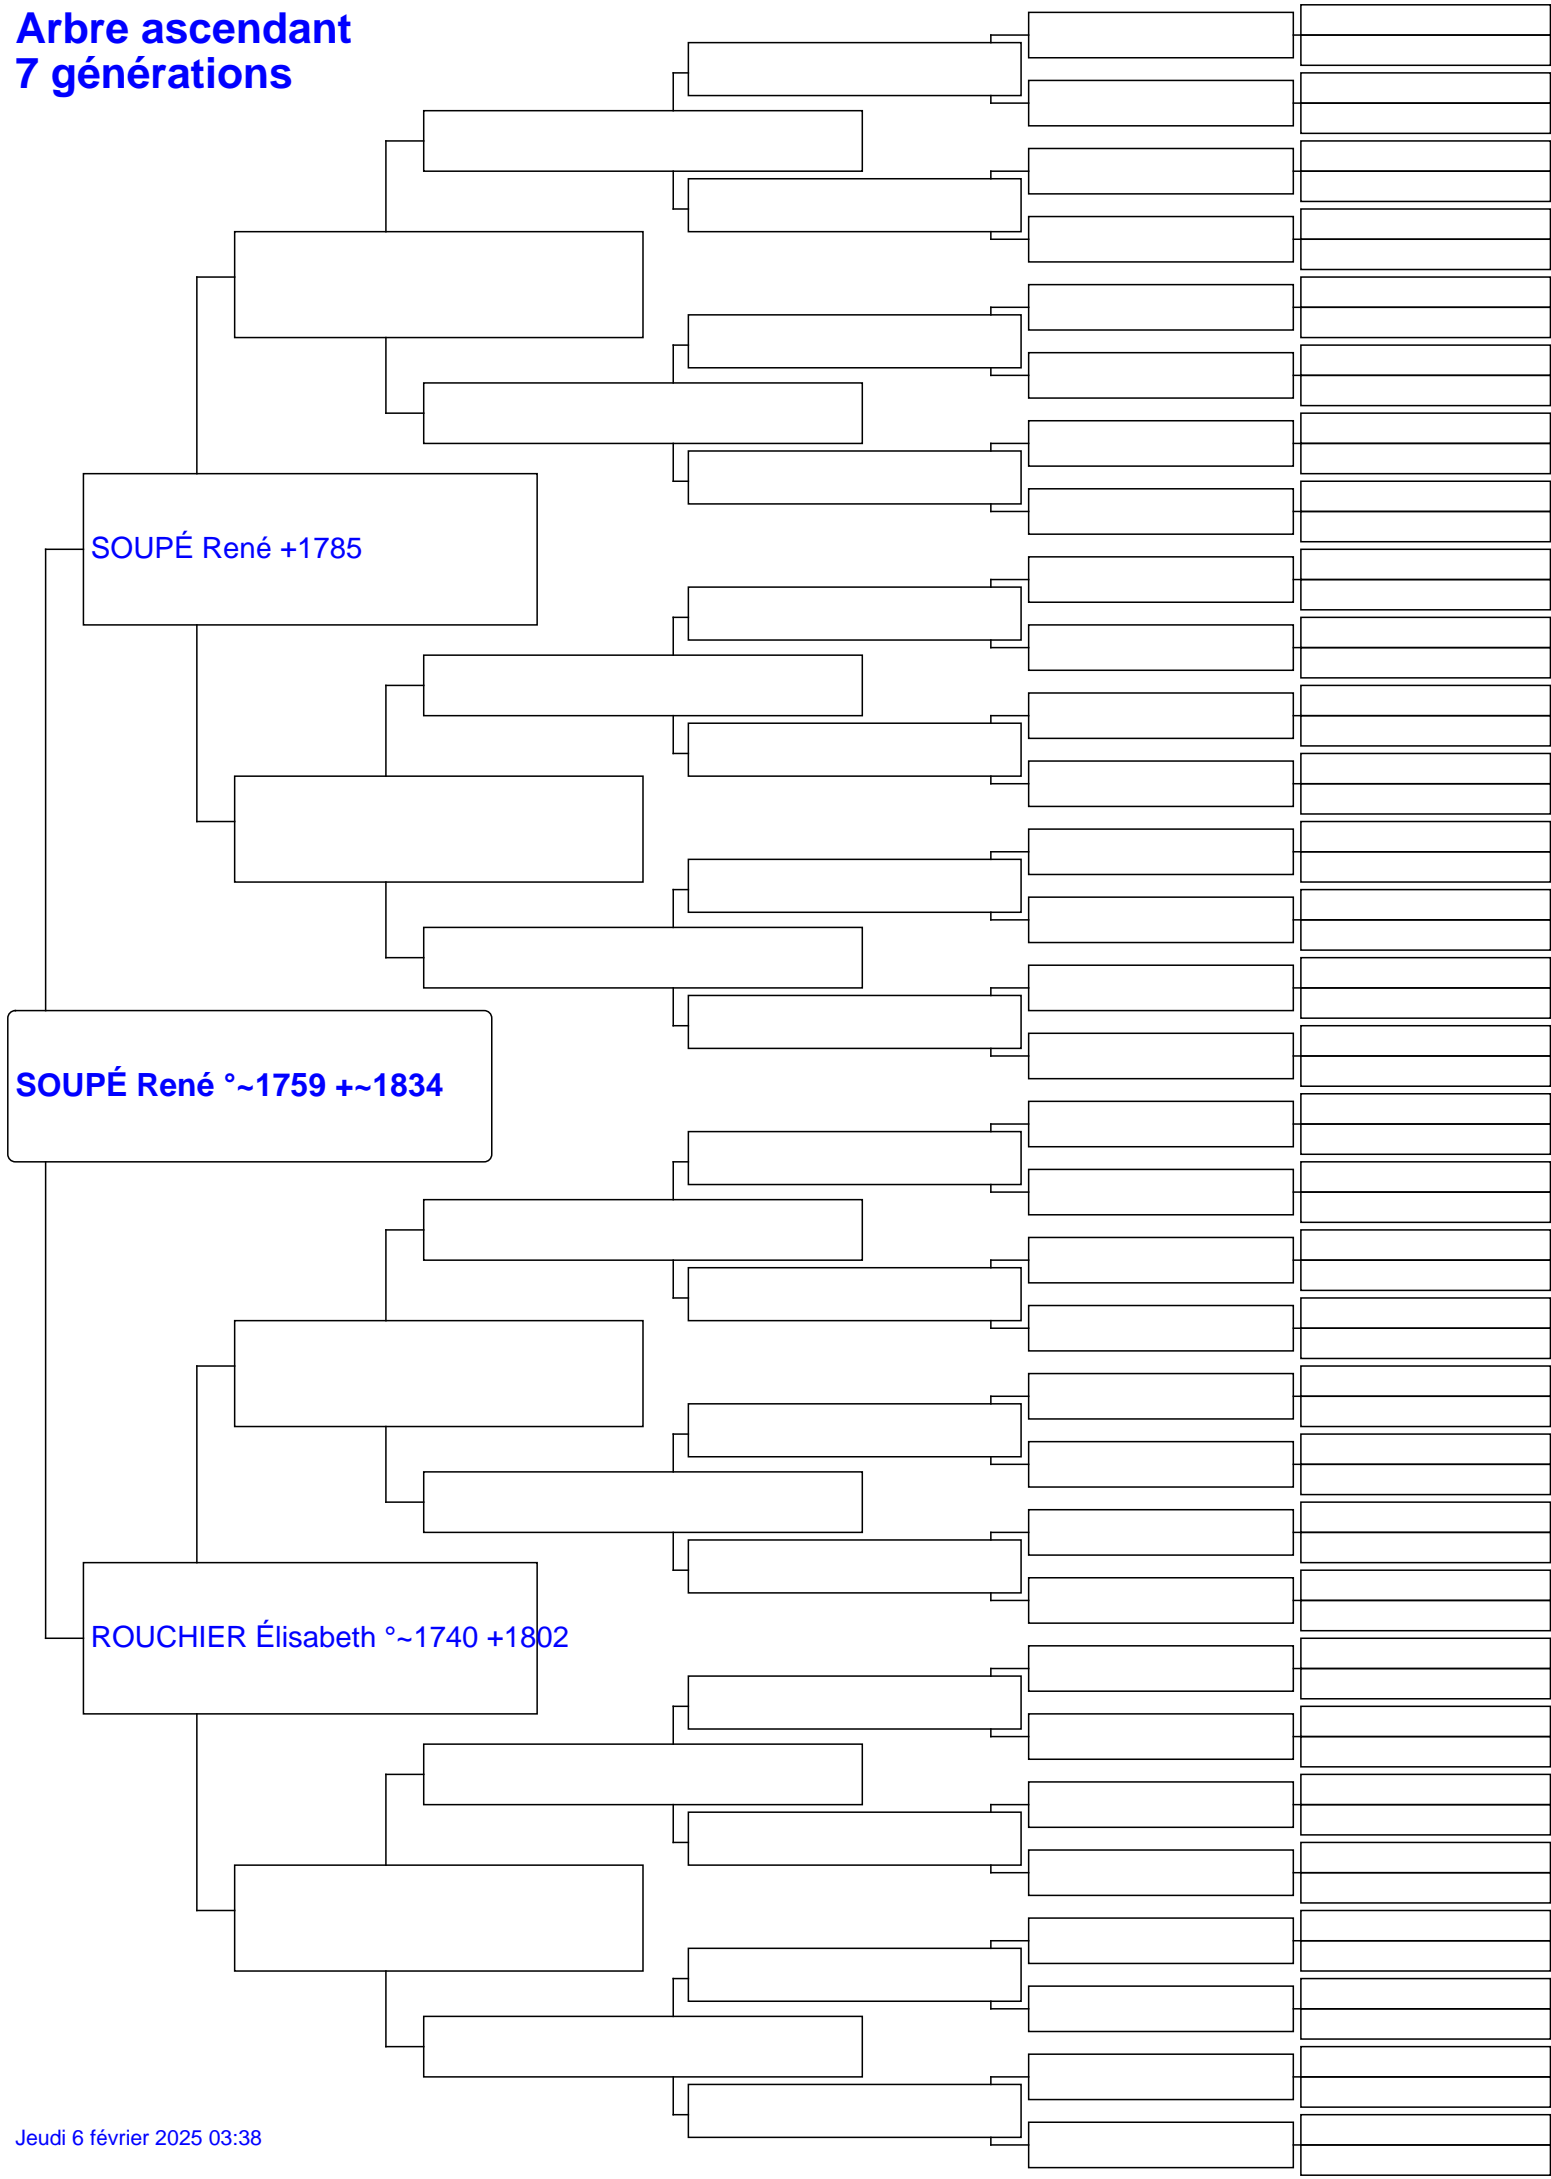 Arbre ascendant
7 générations
SOUPÉ René +1785
SOUPÉ René °~1759 +~1834
ROUCHIER Élisabeth °~1740 +1802
Jeudi 6 février 2025 03:38